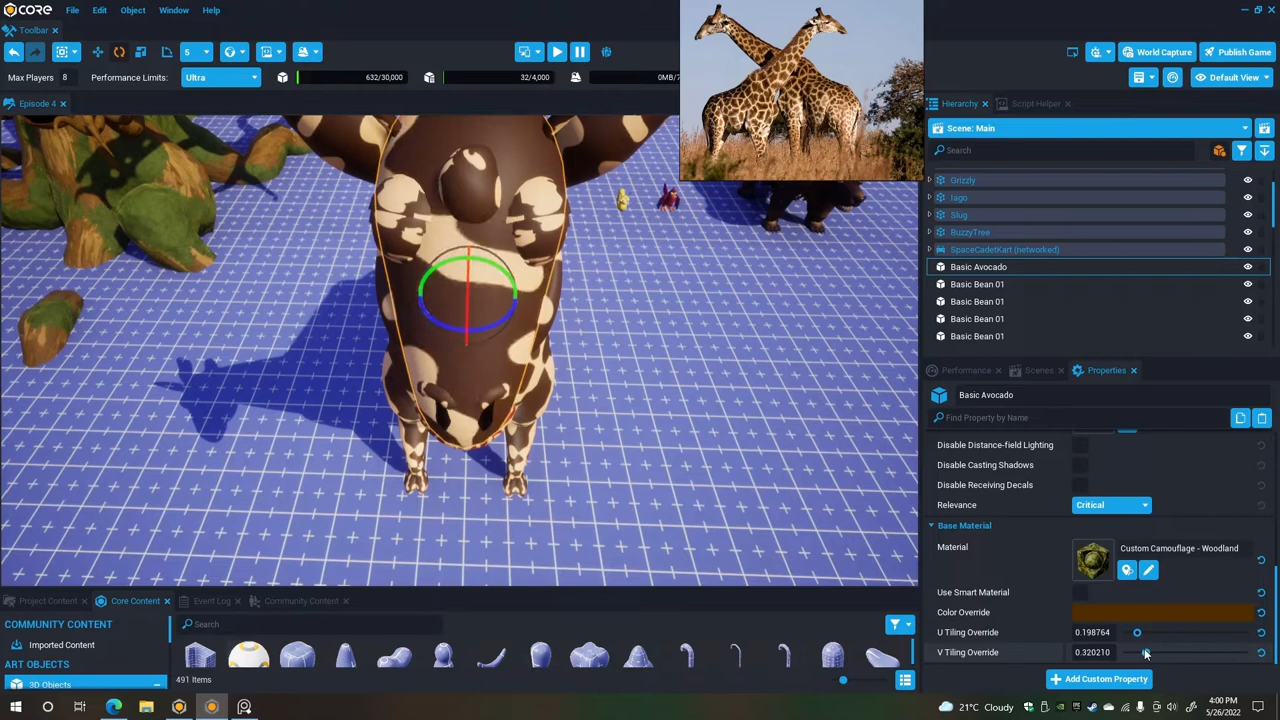 CORE File Edit Object Window Help
Toolbar
5
World Capture Publish Game
Max Players 8 Performance Limits: Ultra 632/30,000 32/4,000
Default View
Episode 4
Hierarchy Script Helper
Scene: Main
Search
Grizzly
Iago
Slug
BuzzyTree
SpaceCadetKart (networked)
Basic Avocado
Basic Bean 01
Basic Bean 01
Basic Bean 01
Basic Bean 01
Performance Scenes Properties
Basic Avocado
Find Property by Name
Disable Distance-field Lighting
Disable Casting Shadows
Disable Receiving Decals
Relevance Critical
Base Material
Material Custom Camouflage - Woodland
Use Smart Material
Color Override
U Tiling Override 0.198764
V Tiling Override 0.320210
Add Custom Property
Project Content Core Content Event Log Community Content
COMMUNITY CONTENT
Imported Content
ART OBJECTS
3D Objects
Search
491 Items
21°C Cloudy
4:00 PM
5/26/2022